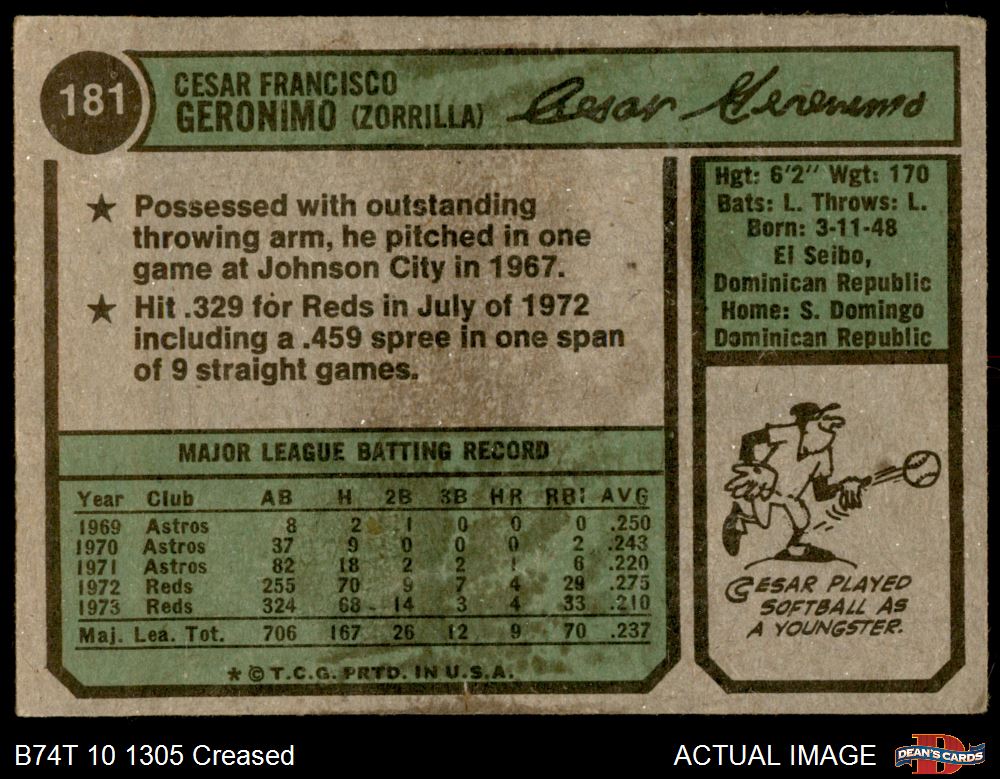 181
CESAR FRANCISCO
GERONIMO (ZORRILLA)
Cesar Geronimo
★ Possessed with outstanding
throwing arm, he pitched in one
game at Johnson City in 1967.
★ Hit .329 for Reds in July of 1972
including a .459 spree in one span
of 9 straight games.
Hgt: 6'2" Wgt: 170
Bats: L. Throws: L.
Born: 3-11-48
El Seibo,
Dominican Republic
Home: S. Domingo
Dominican Republic
MAJOR LEAGUE BATTING RECORD
Year Club AB H 2B 3B HR RBI AVG
1969 Astros 8 2 1 0 0 0 .250
1970 Astros 37 9 0 0 0 2 .243
1971 Astros 82 18 2 2 1 6 .220
1972 Reds 255 70 9 7 4 29 .275
1973 Reds 324 68 14 3 4 33 .210
Maj. Lea. Tot. 706 167 26 12 9 70 .237
* © T.C.G. PRTD. IN U.S.A.
CESAR PLAYED
SOFTBALL AS
A YOUNGSTER.
B74T 10 1305 Creased
ACTUAL IMAGE
DEAN'S CARDS